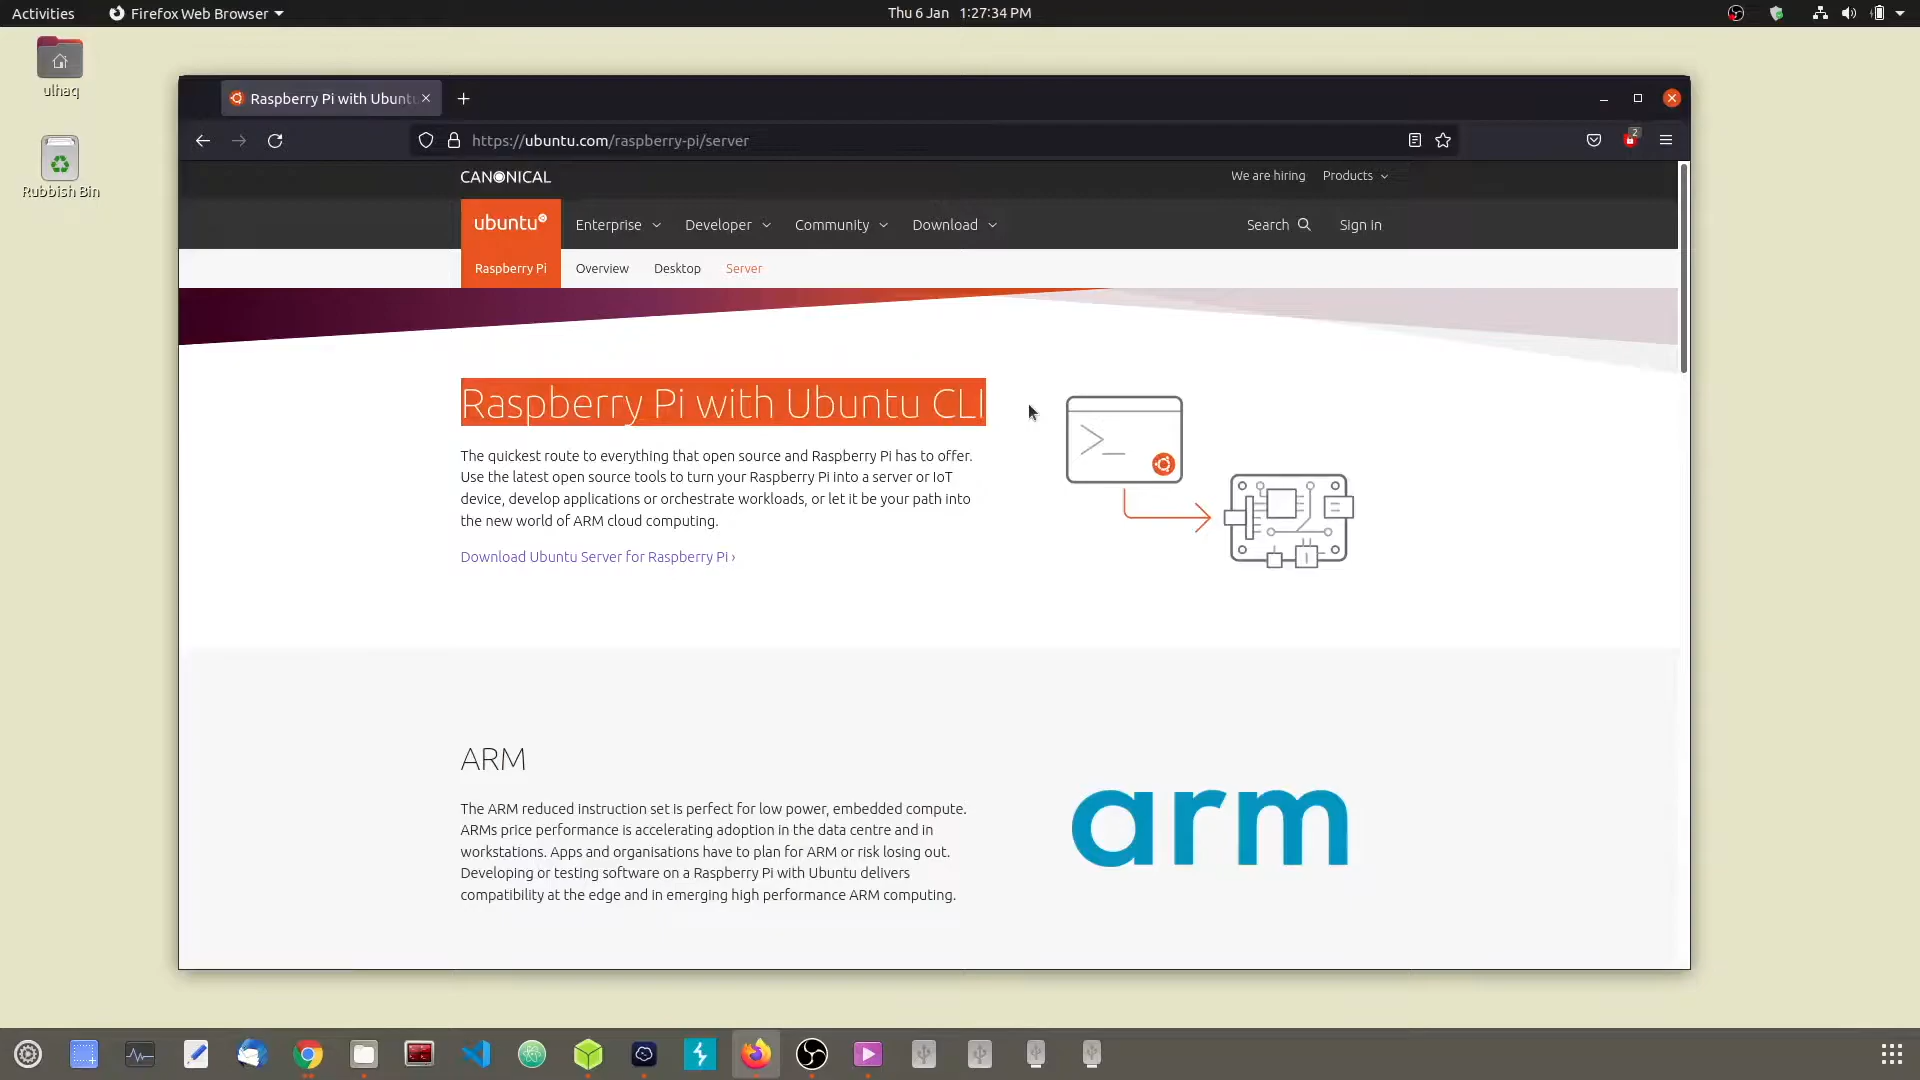 Activities
Firefox Web Browser
Thu 6 Jan 1:27:34 PM
ulhaq
Rubbish Bin
Raspberry Pi with Ubuntu
2
https://ubuntu.com/raspberry-pi/server
CANONICAL
We are hiring
Products
ubuntu
Enterprise
Developer
Community
Download
Search
Sign in
Raspberry Pi
Overview
Desktop
Server
Raspberry Pi with Ubuntu CLI
The quickest route to everything that open source and Raspberry Pi has to offer.
Use the latest open source tools to turn your Raspberry Pi into a server or IoT
device, develop applications or orchestrate workloads, or let it be your path into
the new world of ARM cloud computing.
Download Ubuntu Server for Raspberry Pi ›
>_
ARM
The ARM reduced instruction set is perfect for low power, embedded compute.
ARMs price performance is accelerating adoption in the data centre and in
workstations. Apps and organisations have to plan for ARM or risk losing out.
Developing or testing software on a Raspberry Pi with Ubuntu delivers
compatibility at the edge and in emerging high performance ARM computing.
arm